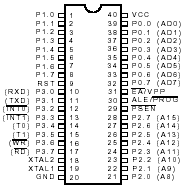 P1.0 1 40 VCC
P1.1 2 39 P0.0 (AD0)
P1.2 3 38 P0.1 (AD1)
P1.3 4 37 P0.2 (AD2)
P1.4 5 36 P0.3 (AD3)
P1.5 6 35 P0.4 (AD4)
P1.6 7 34 P0.5 (AD5)
P1.7 8 33 P0.6 (AD6)
RST 9 32 P0.7 (AD7)
(RXD) P3.0 10 31 EA/VPP
(TXD) P3.1 11 30 ALE/PROG
(INT0) P3.2 12 29 PSEN
(INT1) P3.3 13 28 P2.7 (A15)
(T0) P3.4 14 27 P2.6 (A14)
(T1) P3.5 15 26 P2.5 (A13)
(WR) P3.6 16 25 P2.4 (A12)
(RD) P3.7 17 24 P2.3 (A11)
XTAL2 18 23 P2.2 (A10)
XTAL1 19 22 P2.1 (A9)
GND 20 21 P2.0 (A8)